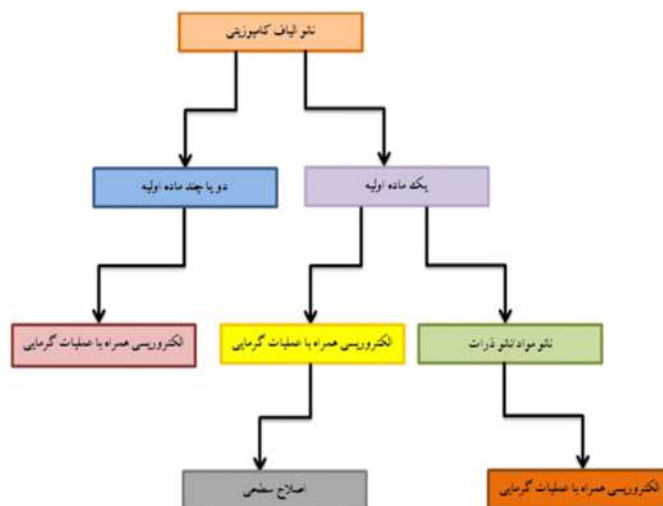 نانو الیاف کامپوزیتی
یک ماده اولیه
دو یا چند ماده اولیه
نانو مواد/نانو ذرات
الکتروریسی همراه با عملیات گرمایی
الکتروریسی همراه با عملیات گرمایی
الکتروریسی همراه با عملیات گرمایی
اصلاح سطحی